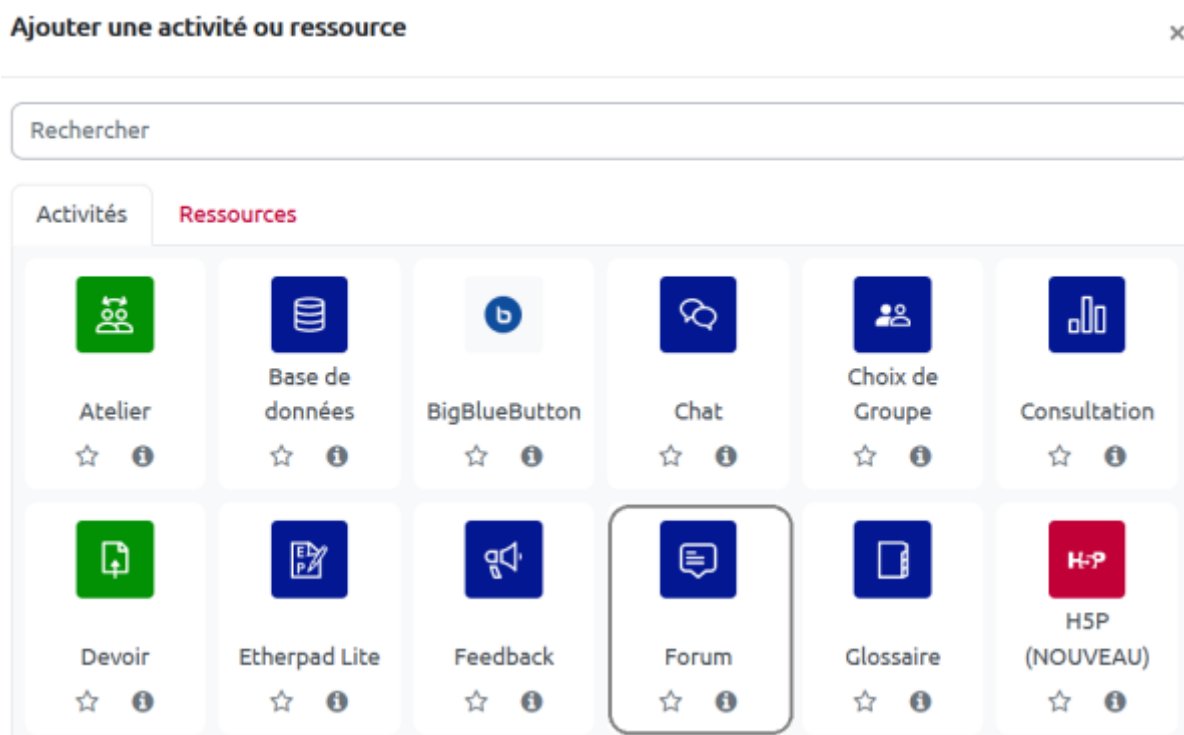 Ajouter une activité ou ressource
×
Rechercher
Activités
Ressources
Atelier
Base de
données
b
BigBlueButton
Chat
Choix de
Groupe
Consultation
Devoir
E
P
Etherpad Lite
Feedback
Forum
Glossaire
H-P
H5P
(NOUVEAU)